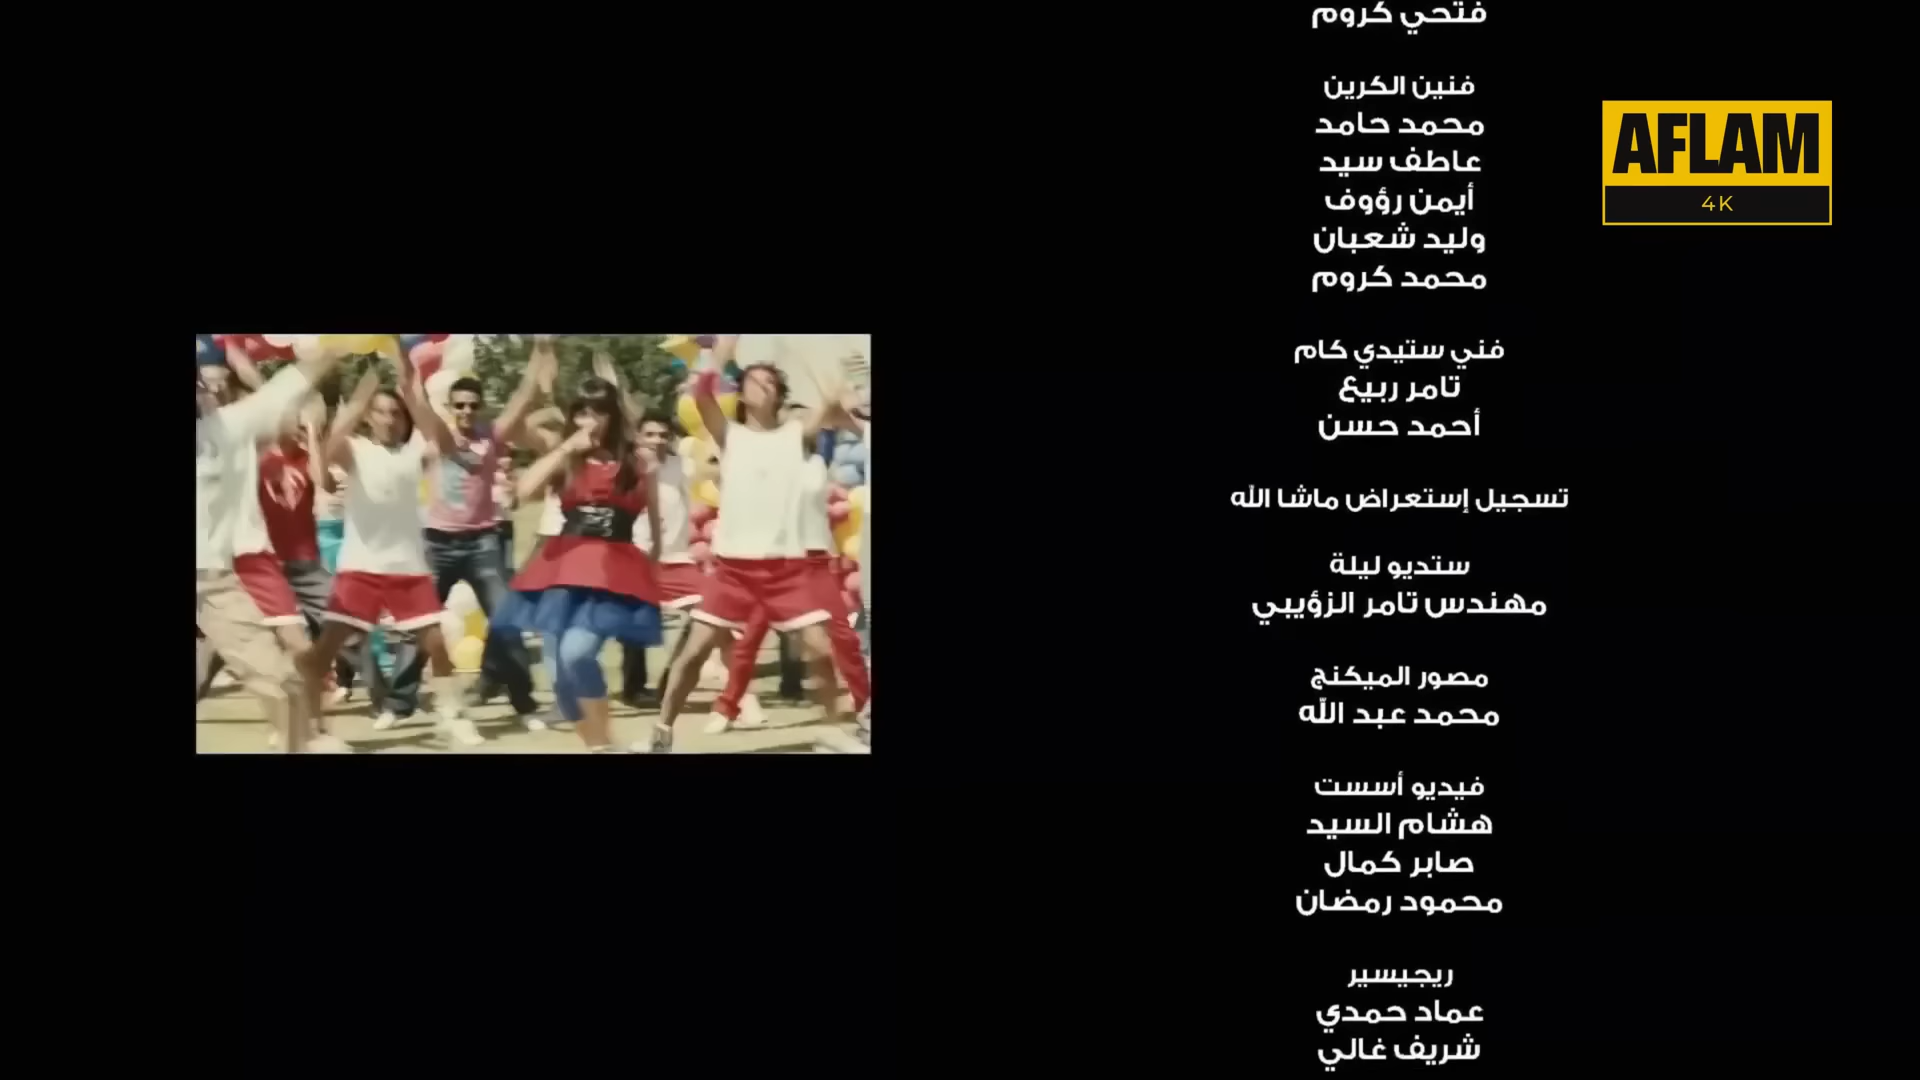 فتحي كروم
فنين الكرين
محمد حامد
عاطف سيد
أيمن رؤوف
وليد شعبان
محمد كروم
فني ستيدي كام
تامر ربيع
أحمد حسن
تسجيل إستعراض ماشا الله
ستديو ليلة
مهندس تامر الزؤيبي
مصور الميكنج
محمد عبد الله
فيديو أسست
هشام السيد
صابر كمال
محمود رمضان
ريجيسير
عماد حمدي
شريف غالي
AFLAM
4K